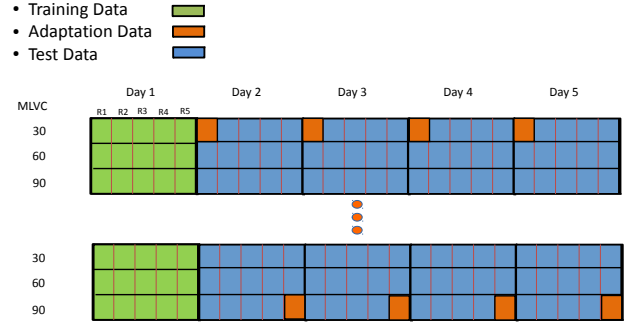 • Training Data
• Adaptation Data
• Test Data
Day 1 Day 2 Day 3 Day 4 Day 5
MLVC R1 R2 R3 R4 R5
30
60
90
30
60
90